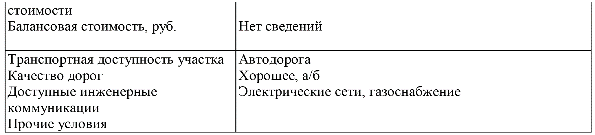 стоимости
Балансовая стоимость, руб. Нет сведений
Транспортная доступность участка Автодорога
Качество дорог Хорошее, а/б
Доступные инженерные Электрические сети, газоснабжение
коммуникации
Прочие условия